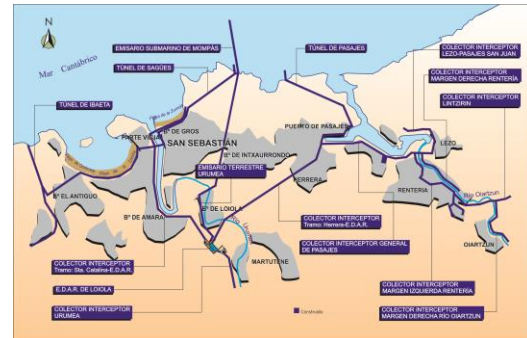 N
Mar Cantábrico
EMISARIO SUBMARINO DE MOMPÁS
TÚNEL DE SAGÜES
TÚNEL DE PASAJES
COLECTOR INTERCEPTOR
LEZO-PASAJES SAN JUAN
COLECTOR INTERCEPTOR
MARGEN DERECHA RENTERÍA
COLECTOR INTERCEPTOR
LINTZIRIN
TÚNEL DE IBAETA
PARTE VIEJA
Bº DE GROS
SAN SEBASTIÁN
PUERTO DE PASAJES
Bº DE INTXAURRONDO
LEZO
EMISARIO TERRESTRE
URUMEA
HERRERA
RENTERIA
Río Oiartzun
Bº EL ANTIGUO
Bº DE LOIOLA
Bº DE AMARA
COLECTOR INTERCEPTOR
Tramo: Herrera-E.D.A.R.
OIARTZUN
MARTUTENE
COLECTOR INTERCEPTOR GENERAL
DE PASAJES
COLECTOR INTERCEPTOR
Tramo: Sta. Catalina-E.D.A.R.
E.D.A.R. DE LOIOLA
COLECTOR INTERCEPTOR
MARGEN IZQUIERDA RENTERÍA
COLECTOR INTERCEPTOR
URUMEA
Construido
COLECTOR INTERCEPTOR
MARGEN DERECHA RÍO OIARTZUN